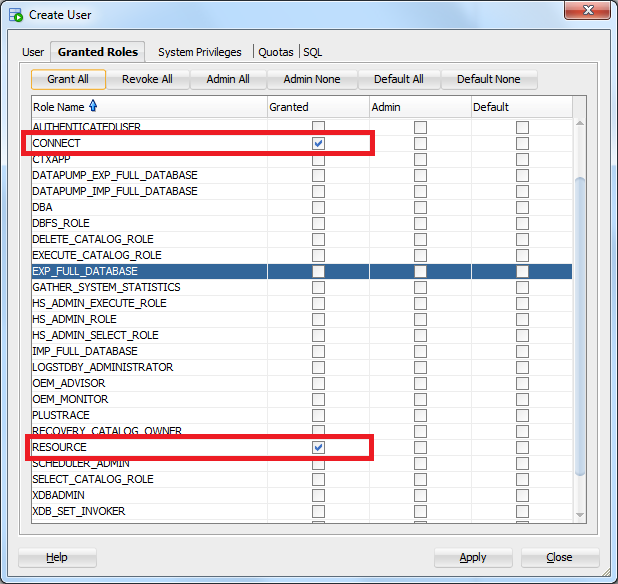 Create User
User Granted Roles System Privileges Quotas SQL
Grant All Revoke All Admin All Admin None Default All Default None
Role Name Granted Admin Default
AUTHENTICATEDUSER
CONNECT
CTXAPP
DATAPUMP_EXP_FULL_DATABASE
DATAPUMP_IMP_FULL_DATABASE
DBA
DBFS_ROLE
DELETE_CATALOG_ROLE
EXECUTE_CATALOG_ROLE
EXP_FULL_DATABASE
GATHER_SYSTEM_STATISTICS
HS_ADMIN_EXECUTE_ROLE
HS_ADMIN_ROLE
HS_ADMIN_SELECT_ROLE
IMP_FULL_DATABASE
LOGSTDBY_ADMINISTRATOR
OEM_ADVISOR
OEM_MONITOR
PLUSTRACE
RECOVERY_CATALOG_OWNER
RESOURCE
SCHEDULER_ADMIN
SELECT_CATALOG_ROLE
XDBADMIN
XDB_SET_INVOKER
Help Apply Close